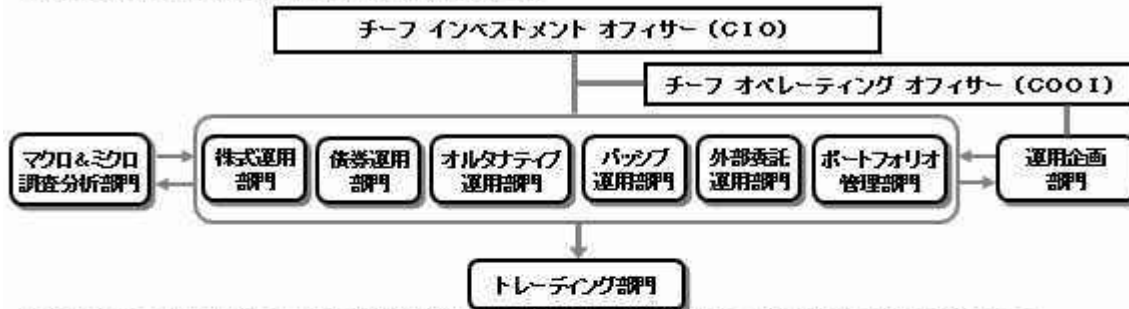 チーフ インベストメント オフィサー (CIO)
チーフ オペレーティング オフィサー (COOI)
マクロ&ミクロ
調査分析部門
株式運用
部門
債券運用
部門
オルタナティブ
運用部門
パッシブ
運用部門
外部委託
運用部門
ポートフォリオ
管理部門
運用企画
部門
トレーディング部門